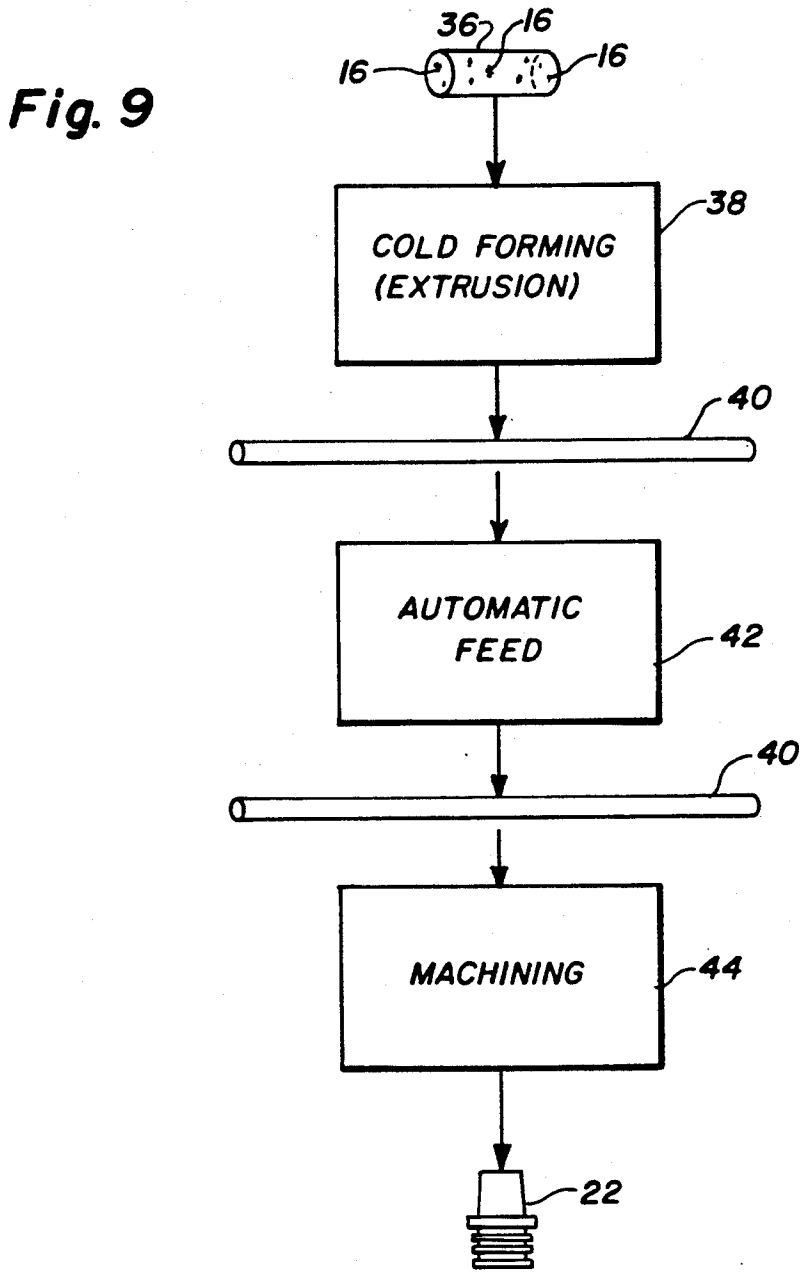 36 16
16 16
Fig. 9
38
COLD FORMING
(EXTRUSION)
40
AUTOMATIC
FEED
42
40
MACHINING
44
22